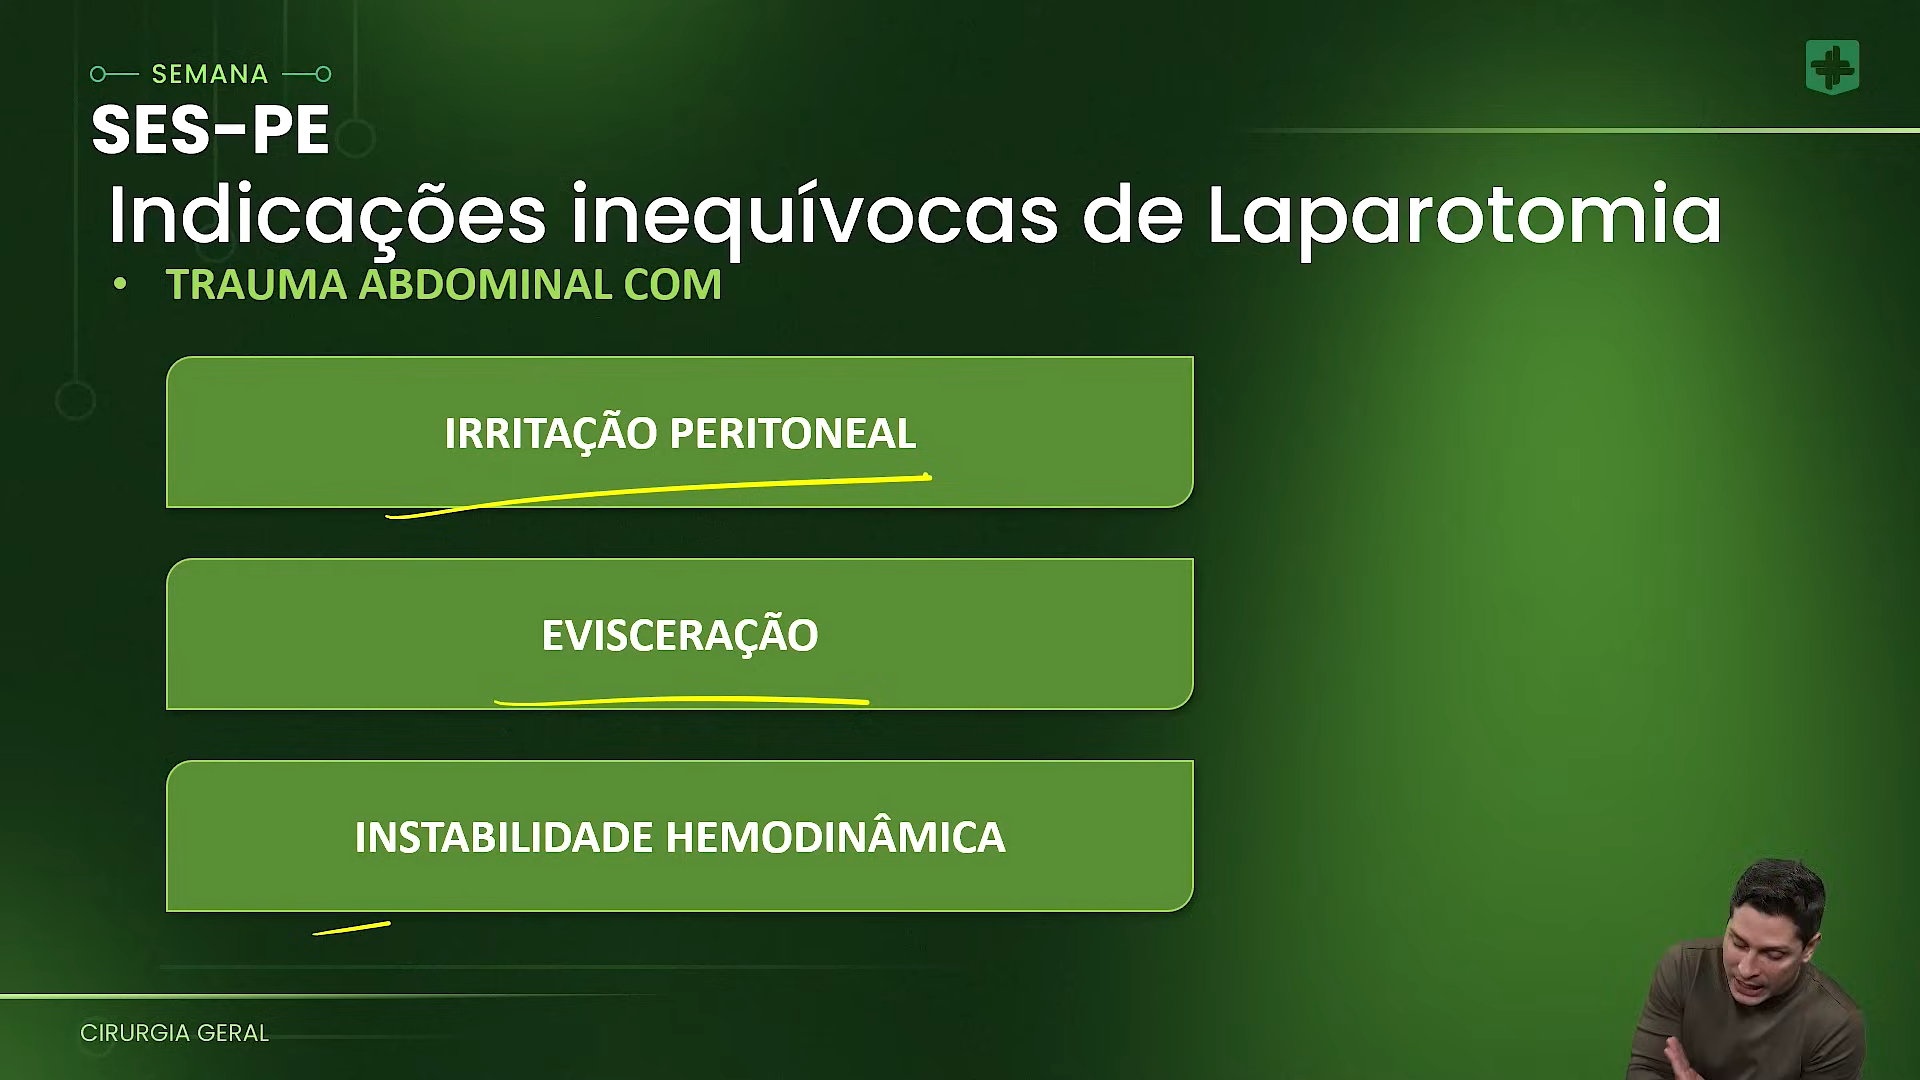 SEMANA
SES-PE
Indicações inequívocas de Laparotomia
• TRAUMA ABDOMINAL COM
IRRITAÇÃO PERITONEAL
EVISCERAÇÃO
INSTABILIDADE HEMODINÂMICA
CIRURGIA GERAL